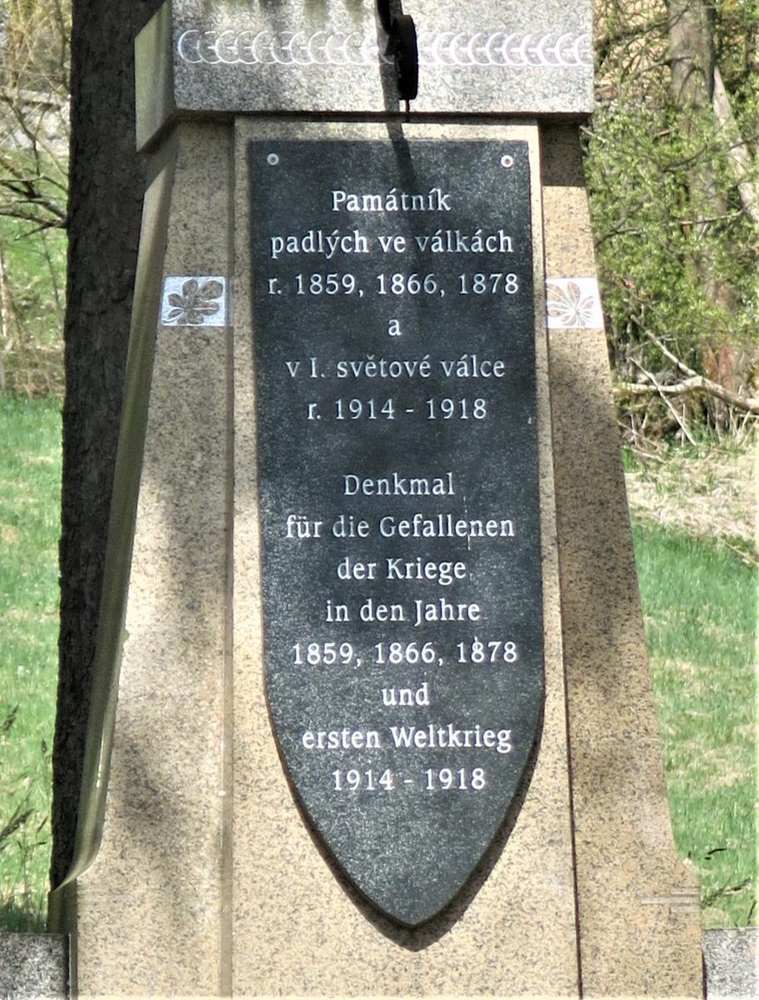 Památník
padlých ve válkách
r. 1859, 1866, 1878
a
v I. světové válce
r. 1914 - 1918
Denkmal
für die Gefallenen
der Kriege
in den Jahre
1859, 1866, 1878
und
ersten Weltkrieg
1914 - 1918